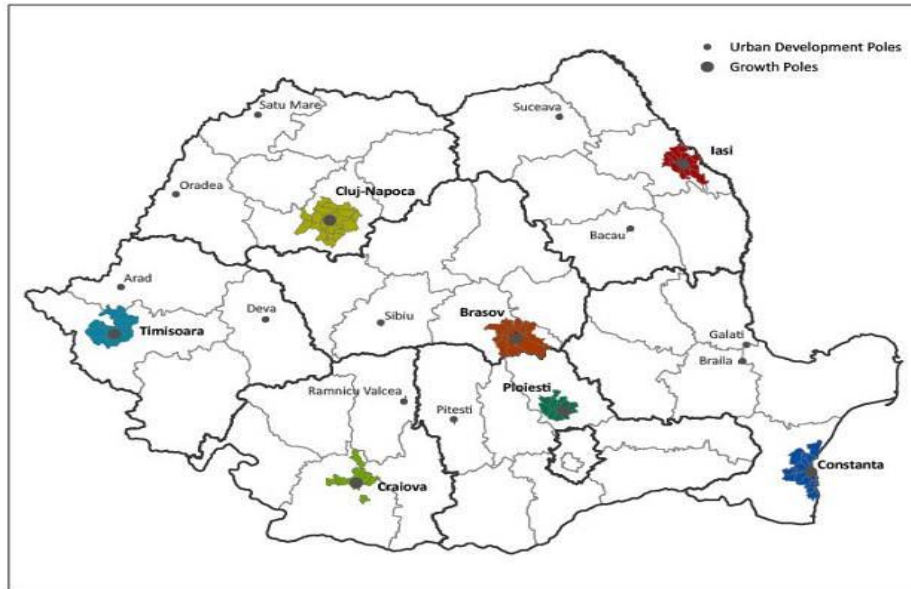 Urban Development Poles
Growth Poles
Satu Mare
Suceava
Iasi
Oradea
Cluj-Napoca
Bacau
Arad
Deva
Timisoara
Sibiu
Brasov
Galati
Braila
Ramnicu Valcea
Ploiesti
Pitesti
Constanta
Craiova